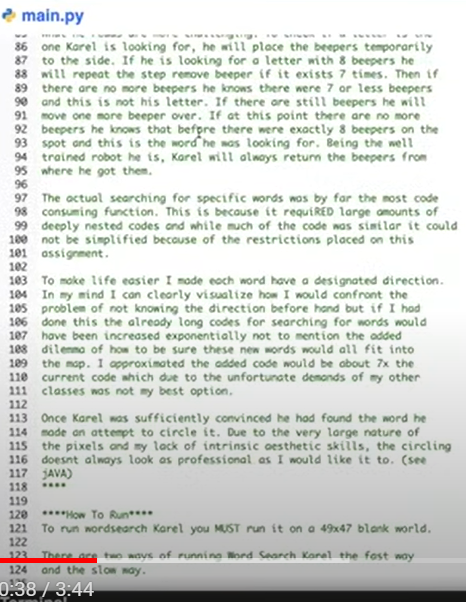 main.py
86 one Karel is looking for, he will place the beepers temporarily
87 to the side. If he is looking for a letter with 8 beepers he
88 will repeat the step remove beeper if it exists 7 times. Then if
89 there are no more beepers he knows there were 7 or less beepers
90 and this is not his letter. If there are still beepers he will
91 move one more beeper over. If at this point there are no more
92 beepers he knows that before there were exactly 8 beepers on the
93 spot and this is the word he was looking for. Being the well
94 trained robot he is, Karel will always return the beepers from
95 where he got them.
96
97 The actual searching for specific words was by far the most code
98 consuming function. This is because it requiRED large amounts of
99 deeply nested codes and while much of the code was similar it could
100 not be simplified because of the restrictions placed on this
101 assignment.
102
103 To make life easier I made each word have a designated direction.
104 In my mind I can clearly visualize how I would confront the
105 problem of not knowing the direction before hand but if I had
106 done this the already long codes for searching for words would
107 have been increased exponentially not to mention the added
108 dilemma of how to be sure these new words would all fit into
109 the map. I approximated the added code would be about 7x the
110 current code which due to the unfortunate demands of my other
111 classes was not my best option.
112
113 Once Karel was sufficiently convinced he had found the word he
114 made an attempt to circle it. Due to the very large nature of
115 the pixels and my lack of intrinsic aesthetic skills, the circling
116 doesnt always look as professional as I would like it to. (see
117 jAVA)
118 ****
119
120 ****How To Run****
121 To run wordsearch Karel you MUST run it on a 49x47 blank world.
122
123 There are two ways of running Word Search Karel the fast way
124 and the slow way.
0:38 / 3:44